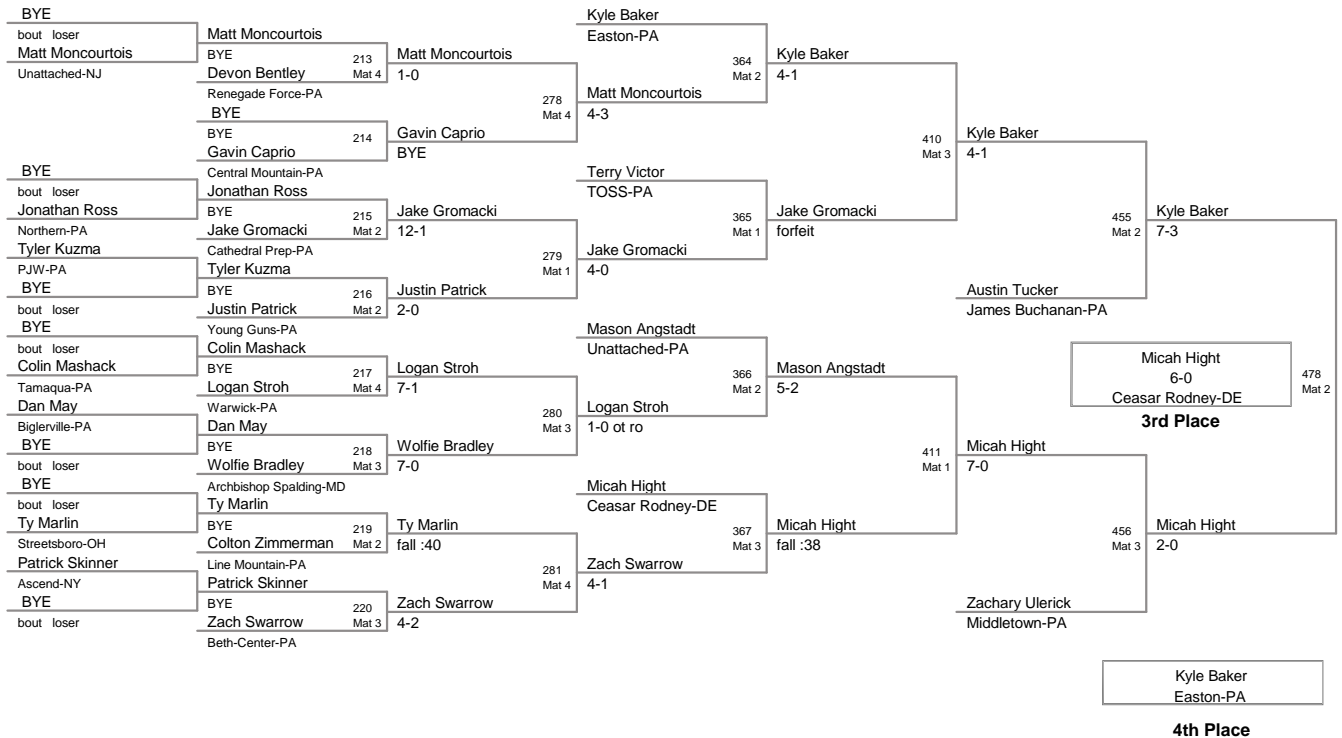 BYE
bout loser
Matt Moncourtois
Unattached-NJ
BYE
bout loser
Jonathan Ross
Northern-PA
Tyler Kuzma
PJW-PA
BYE
bout loser
BYE
bout loser
Colin Mashack
Tamaqua-PA
Dan May
Biglerville-PA
BYE
bout loser
BYE
bout loser
Ty Marlin
Streetsboro-OH
Patrick Skinner
Ascend-NY
BYE
bout loser
Matt Moncourtois
BYE
213
Devon Bentley
Mat 4
Renegade Force-PA
BYE
BYE
214
Gavin Caprio
Central Mountain-PA
Jonathan Ross
BYE
215
Jake Gromacki
Mat 2
Cathedral Prep-PA
Tyler Kuzma
BYE
216
Justin Patrick
Mat 2
Young Guns-PA
Colin Mashack
BYE
217
Logan Stroh
Mat 4
Warwick-PA
Dan May
BYE
218
Wolfie Bradley
Mat 3
Archbishop Spalding-MD
Ty Marlin
BYE
219
Colton Zimmerman
Mat 2
Line Mountain-PA
Patrick Skinner
BYE
220
Zach Swarrow
Mat 3
Beth-Center-PA
Matt Moncourtois
1-0
278
Mat 4
Gavin Caprio
BYE
Jake Gromacki
12-1
279
Mat 1
Justin Patrick
2-0
Logan Stroh
7-1
280
Mat 3
Wolfie Bradley
7-0
Ty Marlin
fall :40
281
Mat 4
Zach Swarrow
4-2
Kyle Baker
Easton-PA
364
Mat 2
Matt Moncourtois
4-3
Terry Victor
TOSS-PA
365
Mat 1
Jake Gromacki
4-0
Mason Angstadt
Unattached-PA
366
Mat 2
Logan Stroh
1-0 ot ro
Micah Hight
Ceasar Rodney-DE
367
Mat 3
Zach Swarrow
4-1
Kyle Baker
4-1
410
Mat 3
Jake Gromacki
forfeit
Mason Angstadt
5-2
411
Mat 1
Micah Hight
fall :38
Kyle Baker
4-1
455
Mat 2
Austin Tucker
James Buchanan-PA
Micah Hight
7-0
456
Mat 3
Zachary Ulerick
Middletown-PA
Kyle Baker
7-3
478
Mat 2
Micah Hight
2-0
Micah Hight
6-0
Ceasar Rodney-DE
3rd Place
Kyle Baker
Easton-PA
4th Place